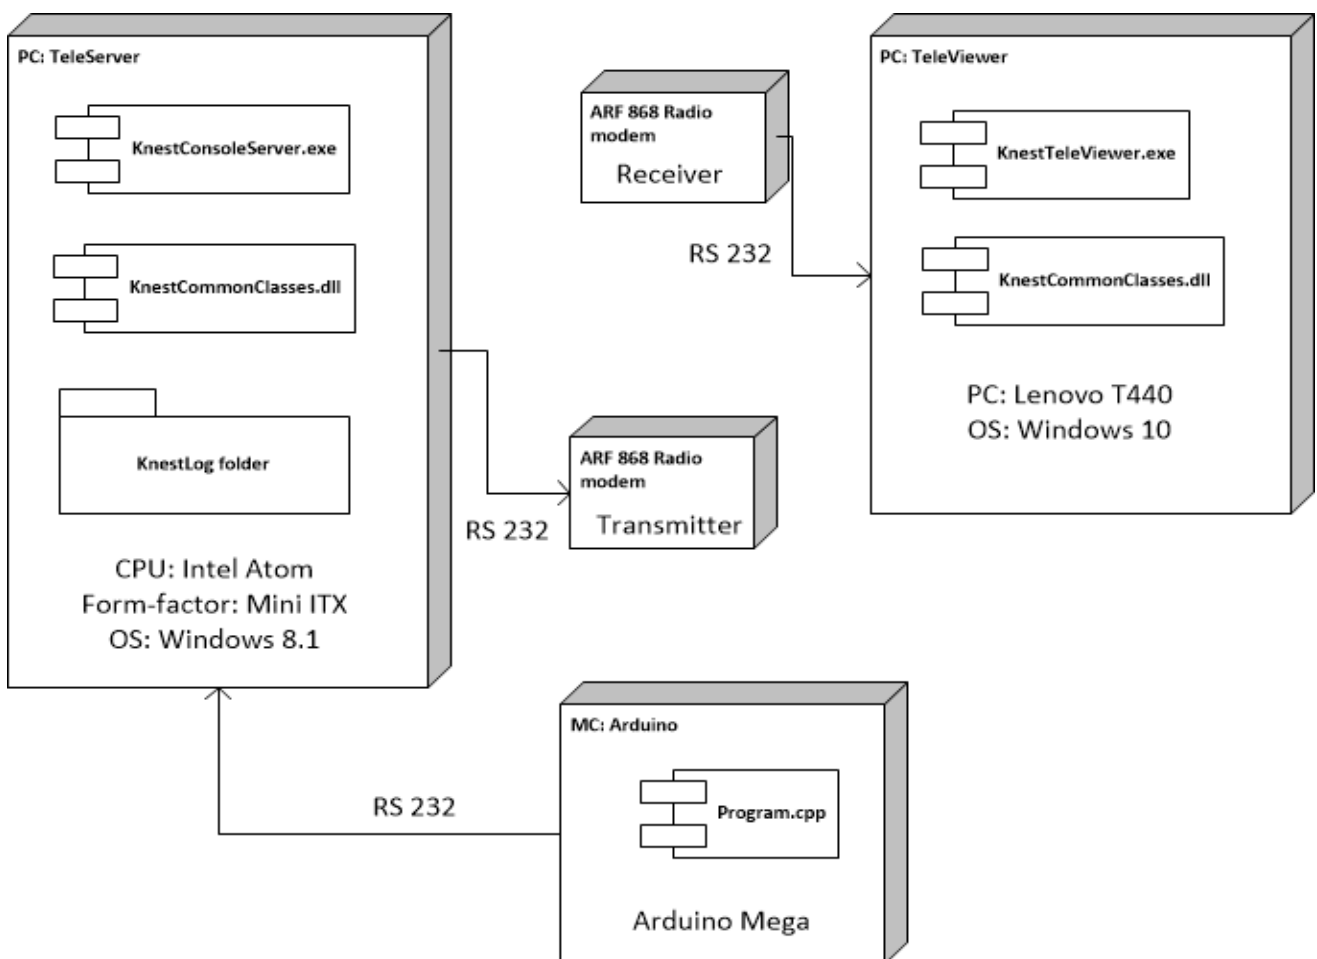 PC: TeleServer
KnestConsoleServer.exe
KnestCommonClasses.dll
KnestLog folder
CPU: Intel Atom
Form-factor: Mini ITX
OS: Windows 8.1
ARF 868 Radio
modem
Receiver
RS 232
PC: TeleViewer
KnestTeleViewer.exe
KnestCommonClasses.dll
PC: Lenovo T440
OS: Windows 10
ARF 868 Radio
modem
Transmitter
RS 232
RS 232
MC: Arduino
Program.cpp
Arduino Mega